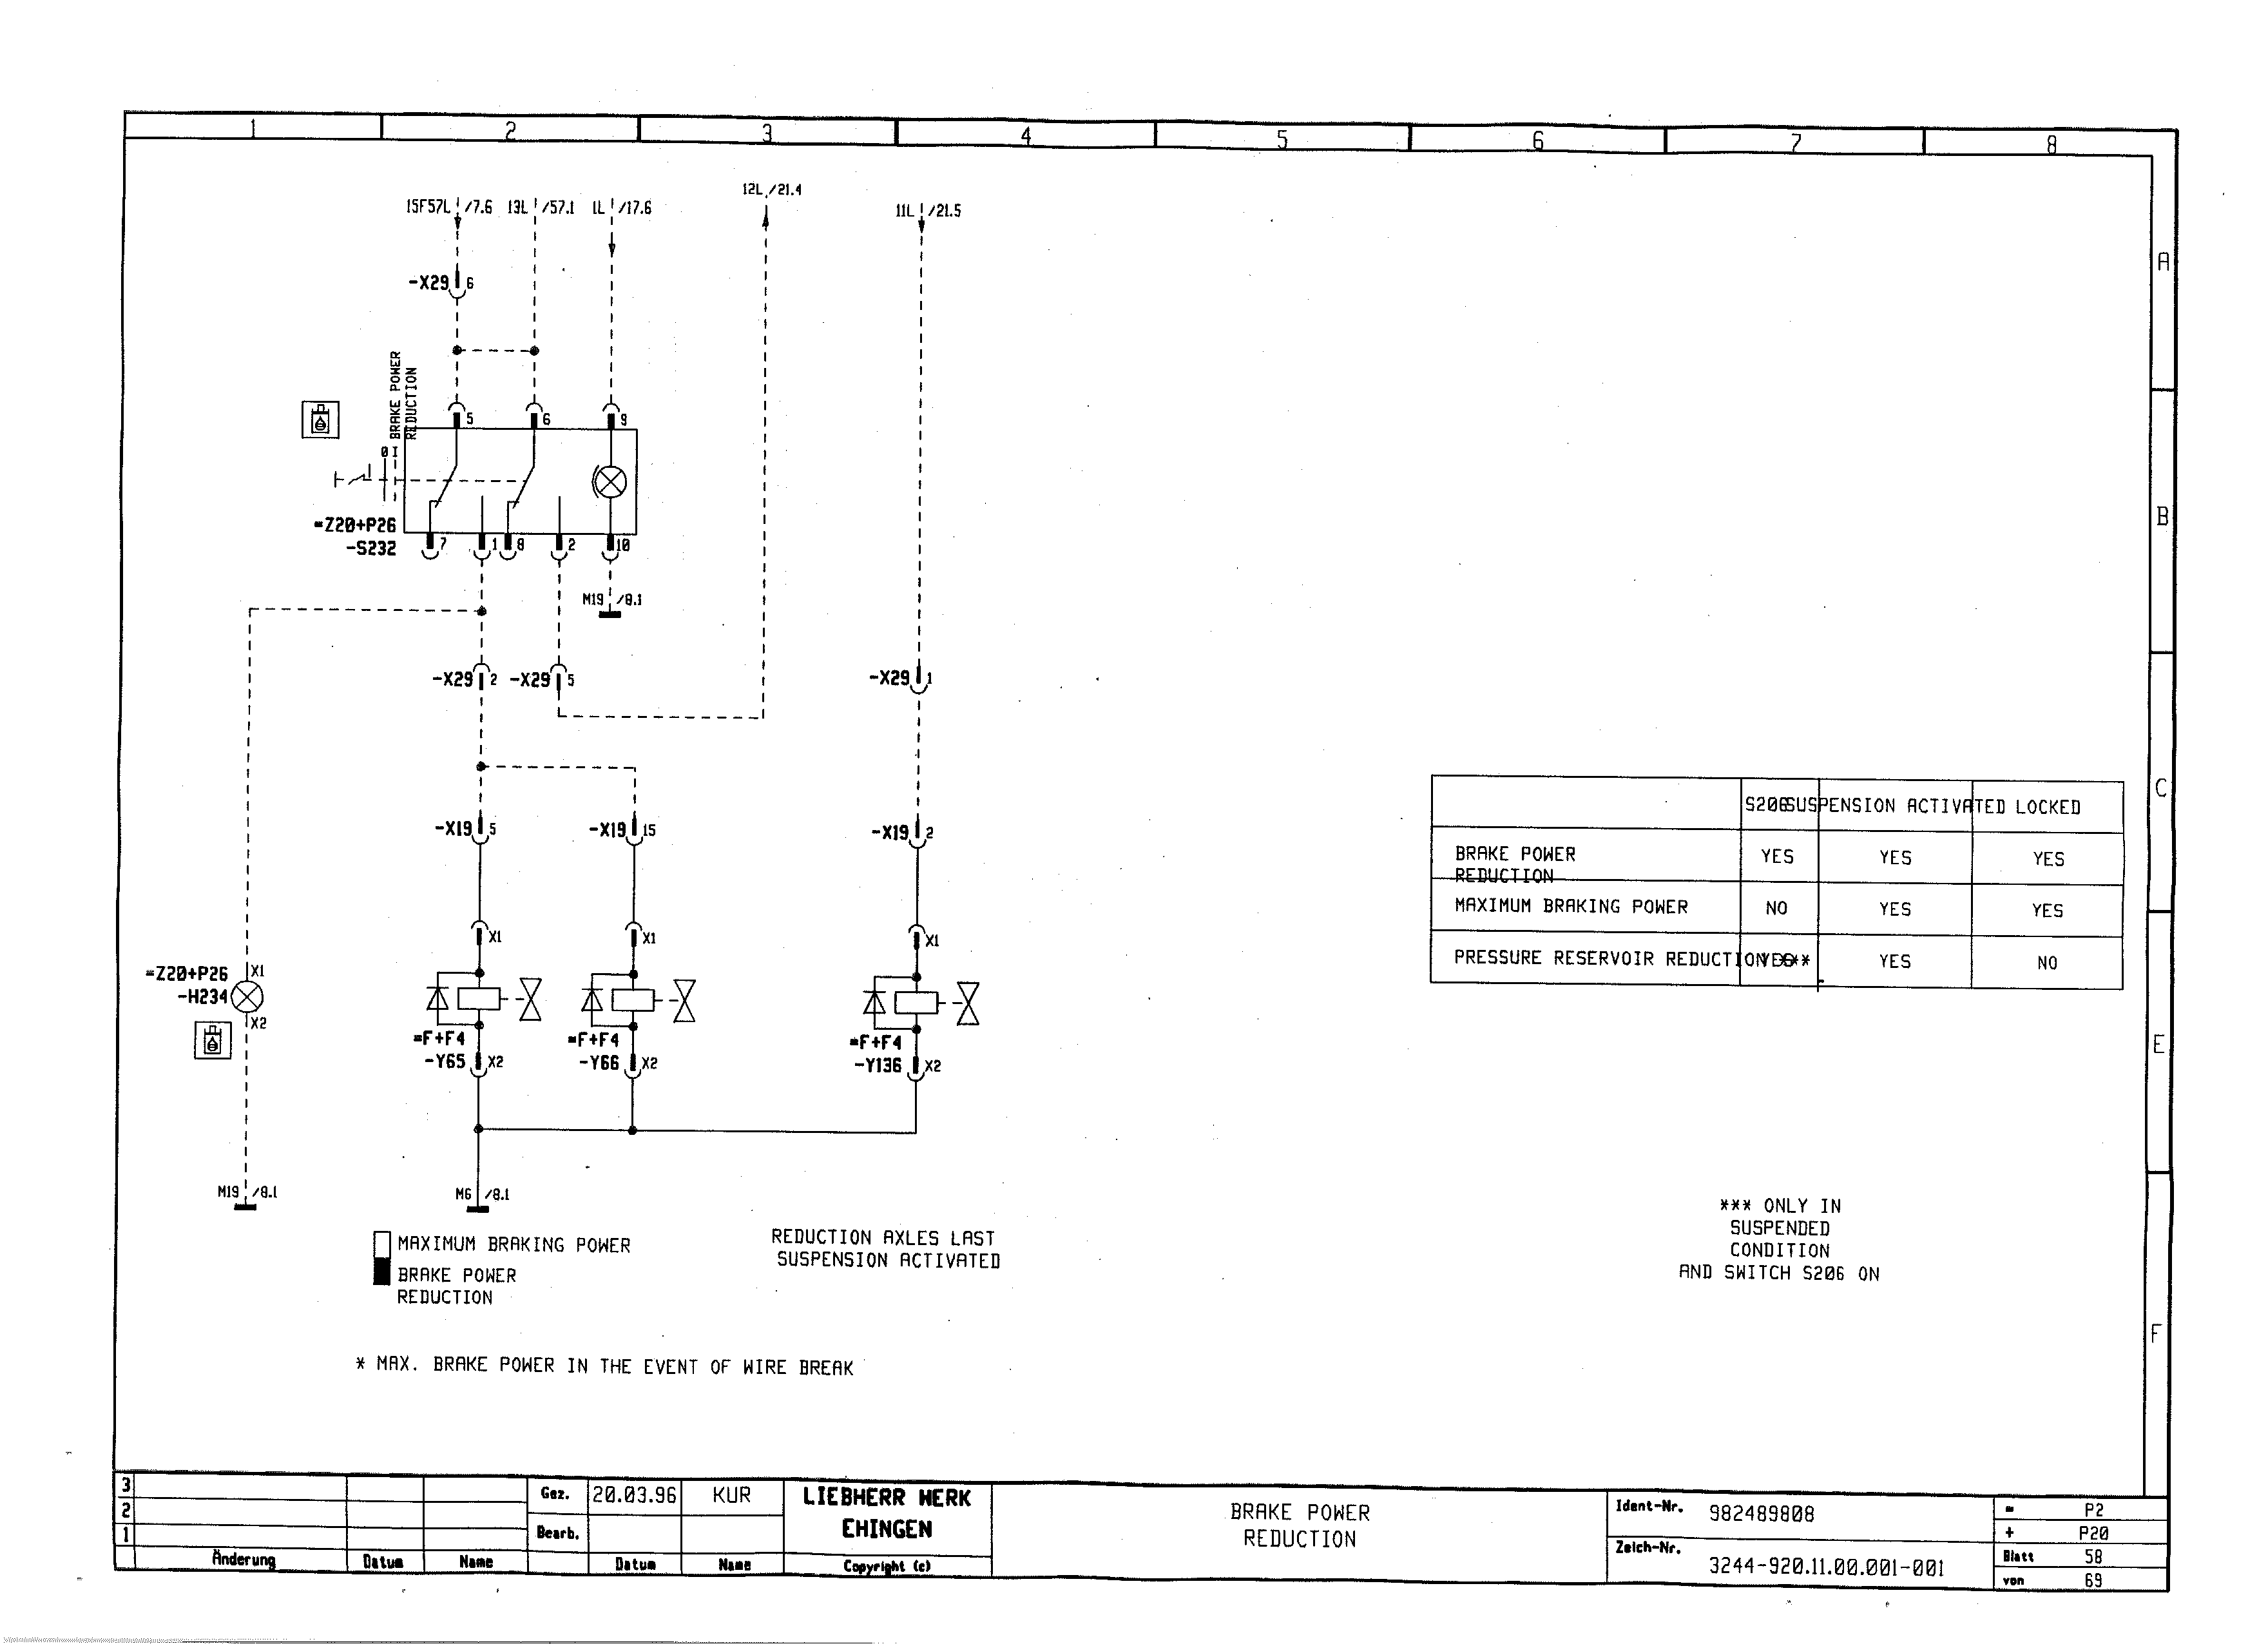 1 2 3 4 5 6 7 8
12L /21.4
15F57L /7.6 13L /57.1 1L /17.6 11L /21.5
A
-X29 6
BRAKE POWER
REDUCTION
5 6 9
0 I
=Z20+P26
-S232
7 1 8 2 10
B
M19 /8.1
-X29 2 -X29 5 -X29 1
C
S206 SUSPENSION ACTIVATED LOCKED
BRAKE POWER
REDUCTION
YES YES YES
MAXIMUM BRAKING POWER NO YES YES
PRESSURE RESERVOIR REDUCTION YES*** YES NO
-X19 5 -X19 15 -X19 2
X1 X1 X1
=Z20+P26 X1
-H234
X2
=F+F4 =F+F4 =F+F4
-Y65 X2 -Y66 X2 -Y136 X2
E
M19 /8.1 M6 /8.1
MAXIMUM BRAKING POWER
BRAKE POWER
REDUCTION
REDUCTION AXLES LAST
SUSPENSION ACTIVATED
*** ONLY IN
SUSPENDED
CONDITION
AND SWITCH S206 ON
F
* MAX. BRAKE POWER IN THE EVENT OF WIRE BREAK
3
2
1
Änderung Datum Name
Gez. 20.03.96 KUR
Bearb.
Datum Name
LIEBHERR WERK
EHINGEN
Copyright (c)
BRAKE POWER
REDUCTION
Ident-Nr. 982489808
Zeich-Nr. 3244-920.11.00.001-001
= P2
+ P20
Blatt 58
von 69